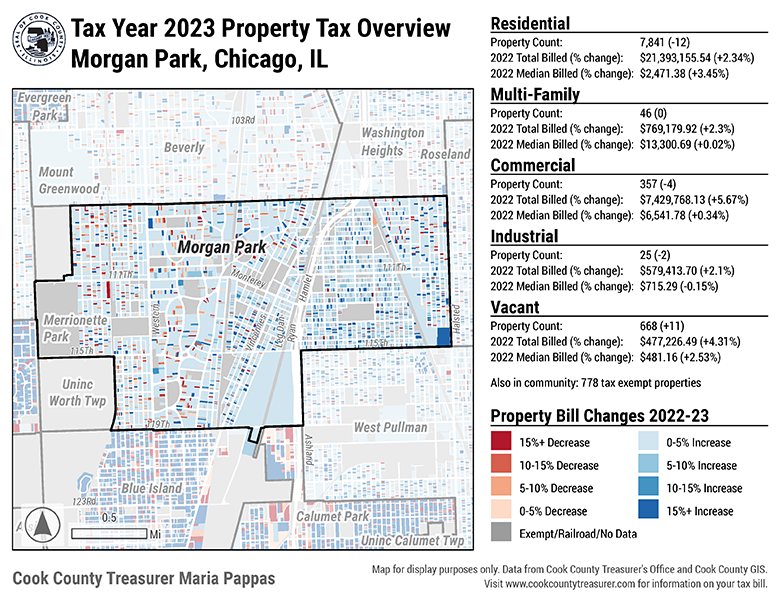 SEAL OF COOK COUNTY
ILLINOIS
Tax Year 2023 Property Tax Overview
Morgan Park, Chicago, IL
Evergreen
Park
103Rd
Washington
Heights
Beverly
Roseland
Mount
Greenwood
Morgan Park
111Th
111Th
Monterey
Hamlet
Merrionette
Park
Western
Vincennes
Ryan
Halsted
115Th
115Th
Uninc
Worth Twp
119Th
West Pullman
Ashland
Blue Island
123Rd
Calumet Park
Uninc Calumet Twp
0.5
Mi
Residential
Property Count: 7,841 (-12)
2022 Total Billed (% change): $21,393,155.54 (+2.34%)
2022 Median Billed (% change): $2,471.38 (+3.45%)
Multi-Family
Property Count: 46 (0)
2022 Total Billed (% change): $769,179.92 (+2.3%)
2022 Median Billed (% change): $13,300.69 (+0.02%)
Commercial
Property Count: 357 (-4)
2022 Total Billed (% change): $7,429,768.13 (+5.67%)
2022 Median Billed (% change): $6,541.78 (+0.34%)
Industrial
Property Count: 25 (-2)
2022 Total Billed (% change): $579,413.70 (+2.1%)
2022 Median Billed (% change): $715.29 (-0.15%)
Vacant
Property Count: 668 (+11)
2022 Total Billed (% change): $477,226.49 (+4.31%)
2022 Median Billed (% change): $481.16 (+2.53%)
Also in community: 778 tax exempt properties
Property Bill Changes 2022-23
15%+ Decrease
10-15% Decrease
5-10% Decrease
0-5% Decrease
Exempt/Railroad/No Data
0-5% Increase
5-10% Increase
10-15% Increase
15%+ Increase
Cook County Treasurer Maria Pappas
Map for display purposes only. Data from Cook County Treasurer's Office and Cook County GIS.
Visit www.cookcountytreasurer.com for information on your tax bill.